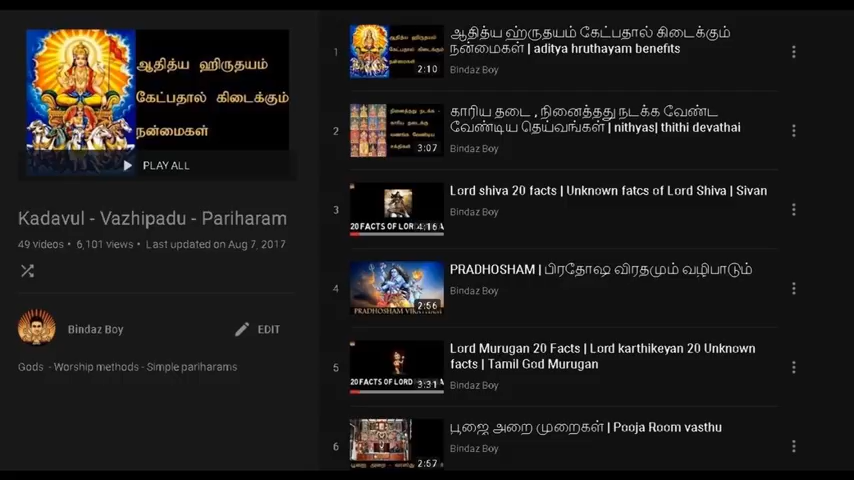 ஆதித்ய ஹிருதயம்
கேட்பதால் கிடைக்கும்
நன்மைகள்
PLAY ALL
Kadavul - Vazhipadu - Pariharam
49 videos • 6,101 views • Last updated on Aug 7, 2017
Bindaz Boy
EDIT
Gods - Worship methods - Simple pariharams
1
2:10
ஆதித்ய ஹ்ருதயம் கேட்பதால் கிடைக்கும்
நன்மைகள் | aditya hruthayam benefits
Bindaz Boy
2
3:07
காரிய தடை , நினைத்தது நடக்க வேண்ட
வேண்டிய தெய்வங்கள் | nithyas| thithi devathai
Bindaz Boy
3
20 FACTS OF LORD
4:16
Lord shiva 20 facts | Unknown fatcs of Lord Shiva | Sivan
Bindaz Boy
4
2:56
PRADHOSHAM VIRATHAM
PRADHOSHAM | பிரதோஷ விரதமும் வழிபாடும்
Bindaz Boy
5
20 FACTS OF LORD
3:31
Lord Murugan 20 Facts | Lord karthikeyan 20 Unknown
facts | Tamil God Murugan
Bindaz Boy
6
2:57
பூஜை அறை முறைகள் | Pooja Room vasthu
Bindaz Boy